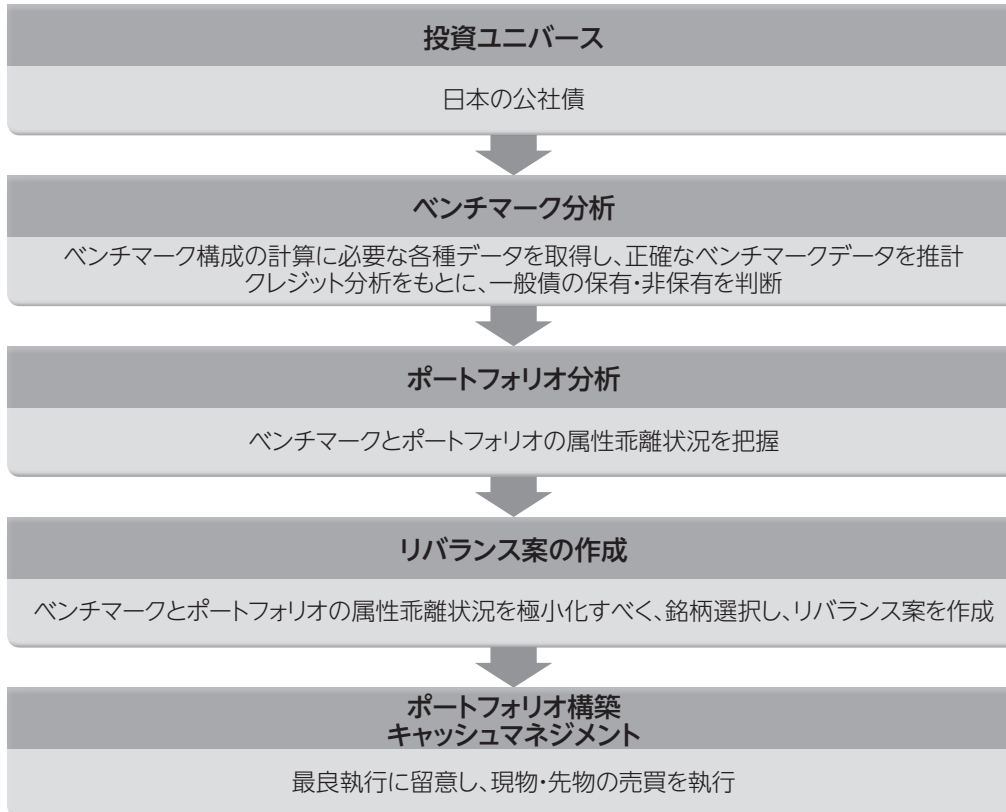 投資ユニバース
日本の公社債
ベンチマーク分析
ベンチマーク構成の計算に必要な各種データを取得し、正確なベンチマークデータを推計
クレジット分析をもとに、一般債の保有・非保有を判断
ポートフォリオ分析
ベンチマークとポートフォリオの属性乖離状況を把握
リバランス案の作成
ベンチマークとポートフォリオの属性乖離状況を極小化すべく、銘柄選択し、リバランス案を作成
ポートフォリオ構築
キャッシュマネジメント
最良執行に留意し、現物・先物の売買を執行